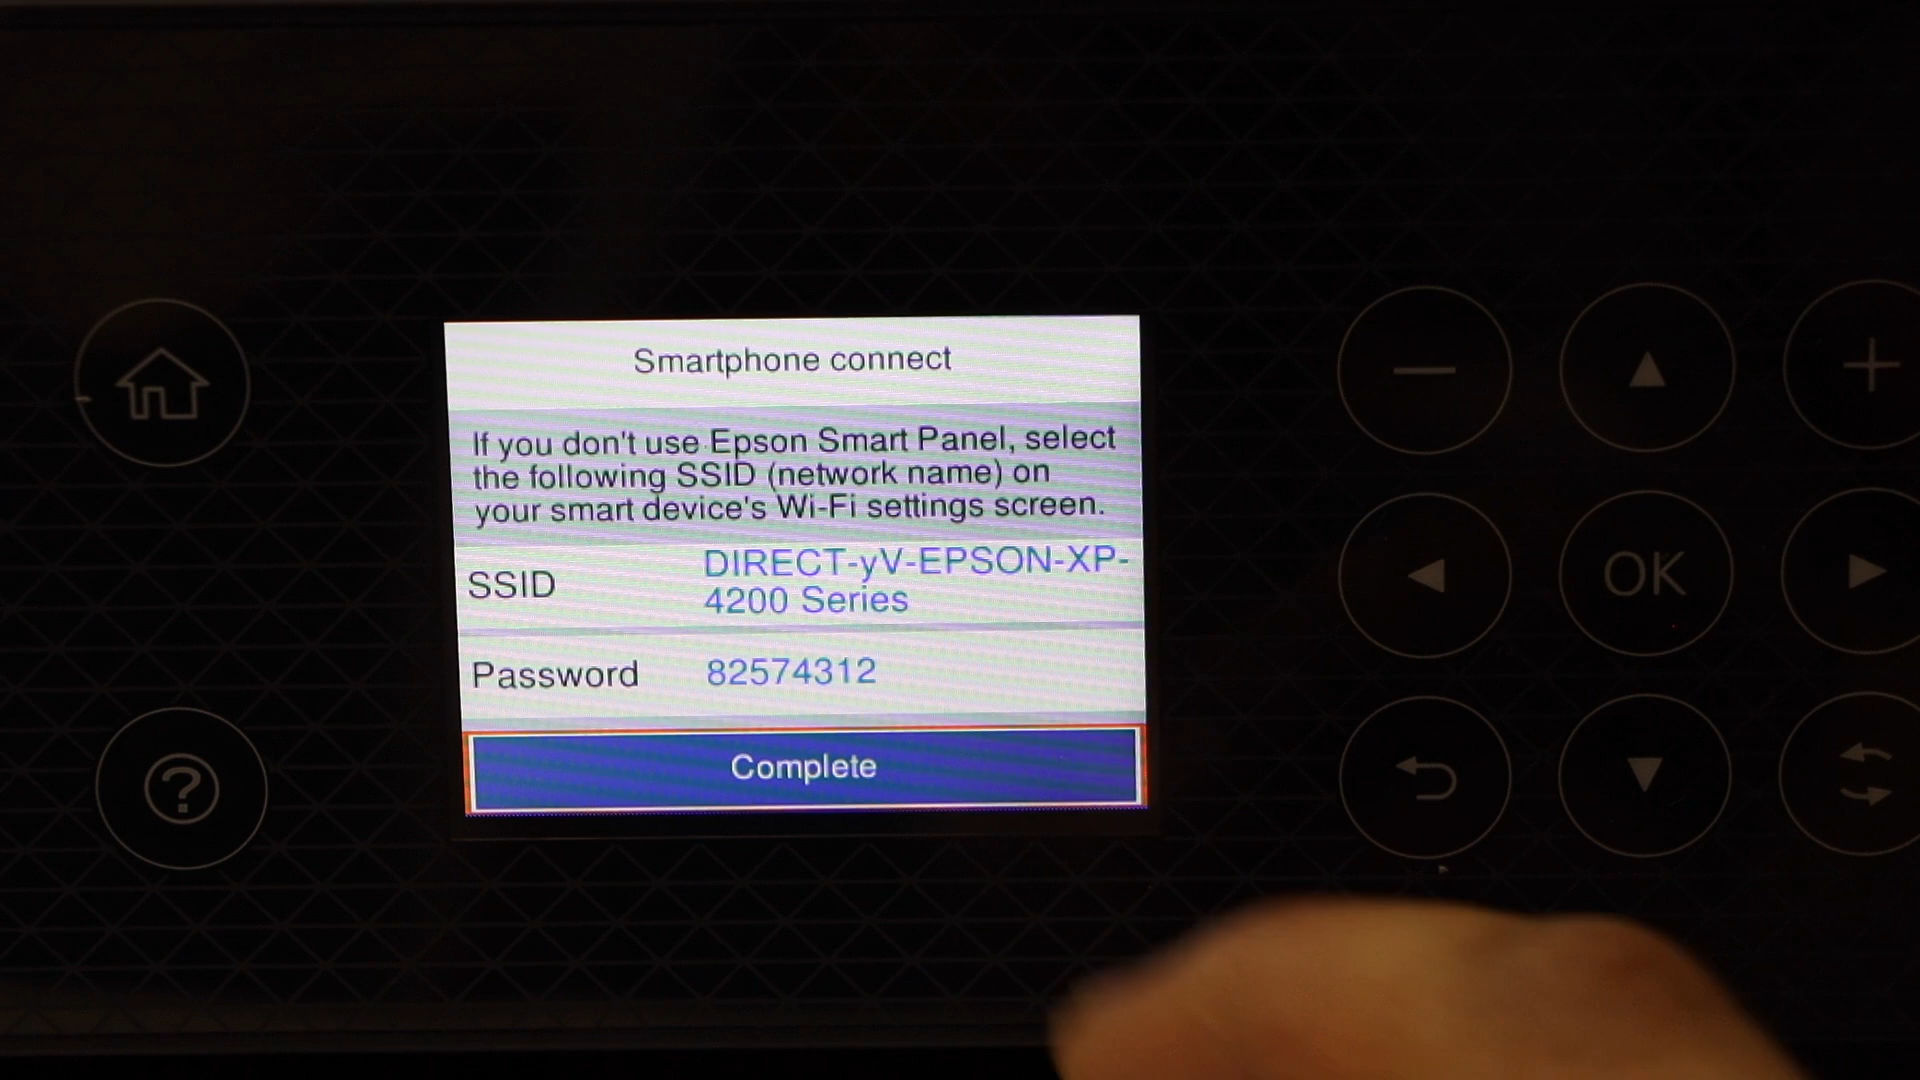 Smartphone connect
If you don't use Epson Smart Panel, select
the following SSID (network name) on
your smart device's Wi-Fi settings screen.
SSID
DIRECT-yV-EPSON-XP-
4200 Series
Password
82574312
Complete
OK